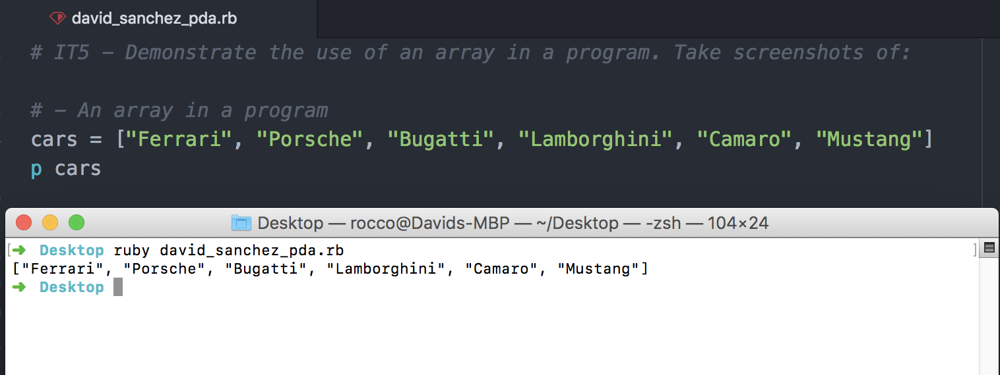 david_sanchez_pda.rb
# IT5 - Demonstrate the use of an array in a program. Take screenshots of:
# - An array in a program
cars = ["Ferrari", "Porsche", "Bugatti", "Lamborghini", "Camaro", "Mustang"]
p cars
Desktop — rocco@Davids-MBP — ~/Desktop — -zsh — 104×24
[➜ Desktop ruby david_sanchez_pda.rb ]
["Ferrari", "Porsche", "Bugatti", "Lamborghini", "Camaro", "Mustang"]
➜ Desktop